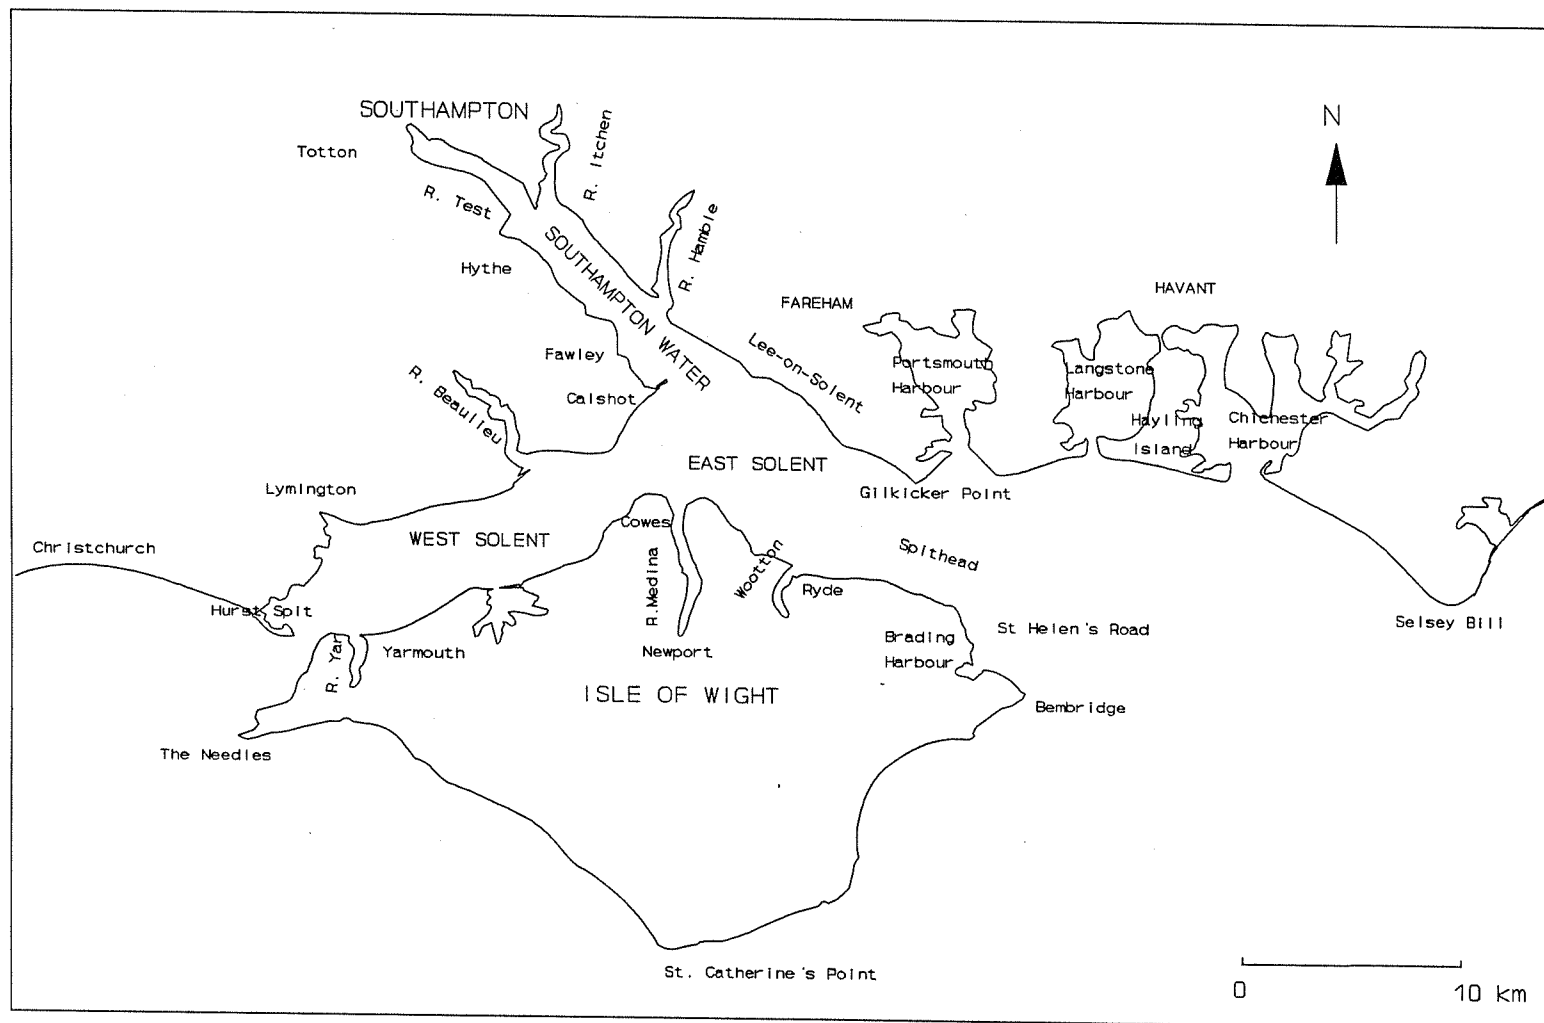 SOUTHAMPTON
Totton
R. Itchen
N
R. Test
SOUTHAMPTON WATER
R. Hamble
Hythe
FAREHAM
HAVANT
Fawley
Lee-on-Solent
Portsmouth
Harbour
Langstone
Harbour
R. Beaulieu
Calshot
Hayling
Island
Chichester
Harbour
EAST SOLENT
Lymington
Gilkicker Point
Cowes
WEST SOLENT
Christchurch
Spithead
R.Medina
Wootton
Ryde
Hurst Spit
St Helen's Road
Selsey Bill
R. Yar
Yarmouth
Newport
Brading
Harbour
ISLE OF WIGHT
Bembridge
The Needles
St. Catherine's Point
0 10 km